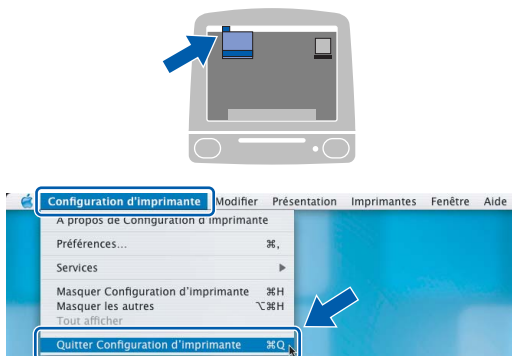 Configuration d'imprimante Modifier Présentation Imprimantes Fenêtre Aide
A propos de Configuration d'imprimante
Préférences... ⌘,
Services ▶
Masquer Configuration d'imprimante ⌘H
Masquer les autres ⌥⌘H
Tout afficher
Quitter Configuration d'imprimante ⌘Q